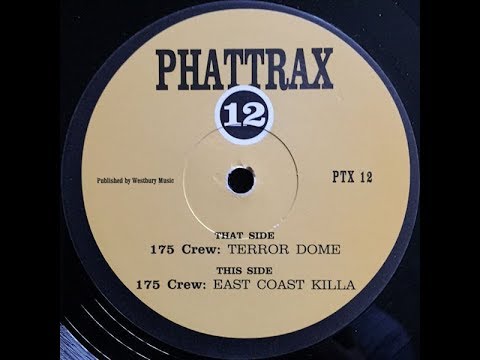 PHATTRAX
12
Published by Westbury Music
PTX 12
THAT SIDE
175 Crew: TERROR DOME
THIS SIDE
175 Crew: EAST COAST KILLA